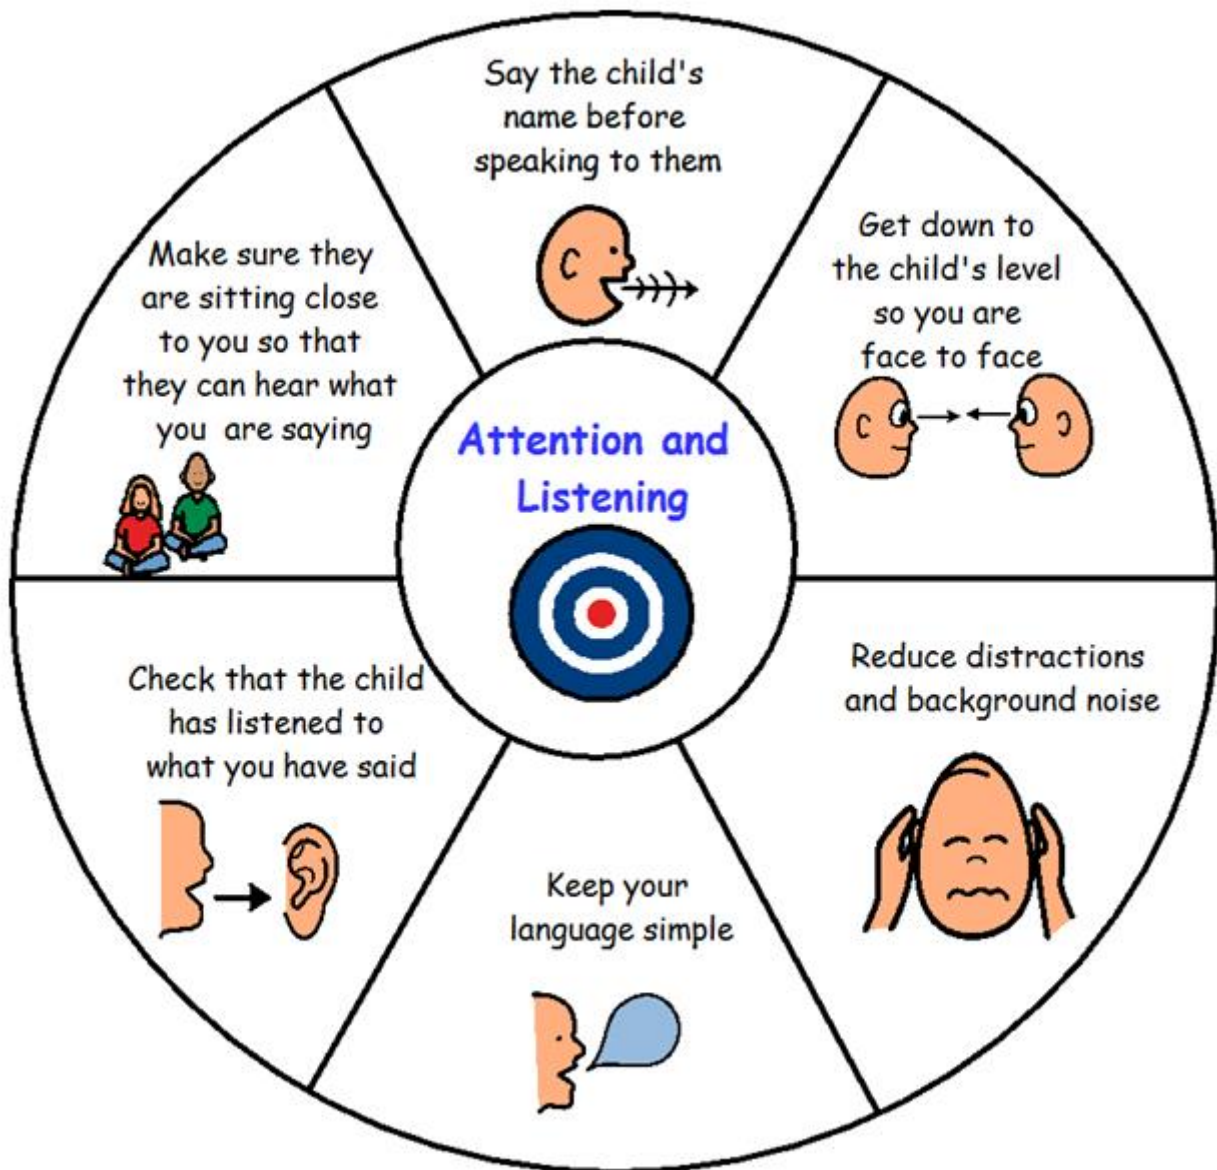 Attention and
Listening
Say the child's
name before
speaking to them
Get down to
the child's level
so you are
face to face
Reduce distractions
and background noise
Keep your
language simple
Check that the child
has listened to
what you have said
Make sure they
are sitting close
to you so that
they can hear what
you  are saying